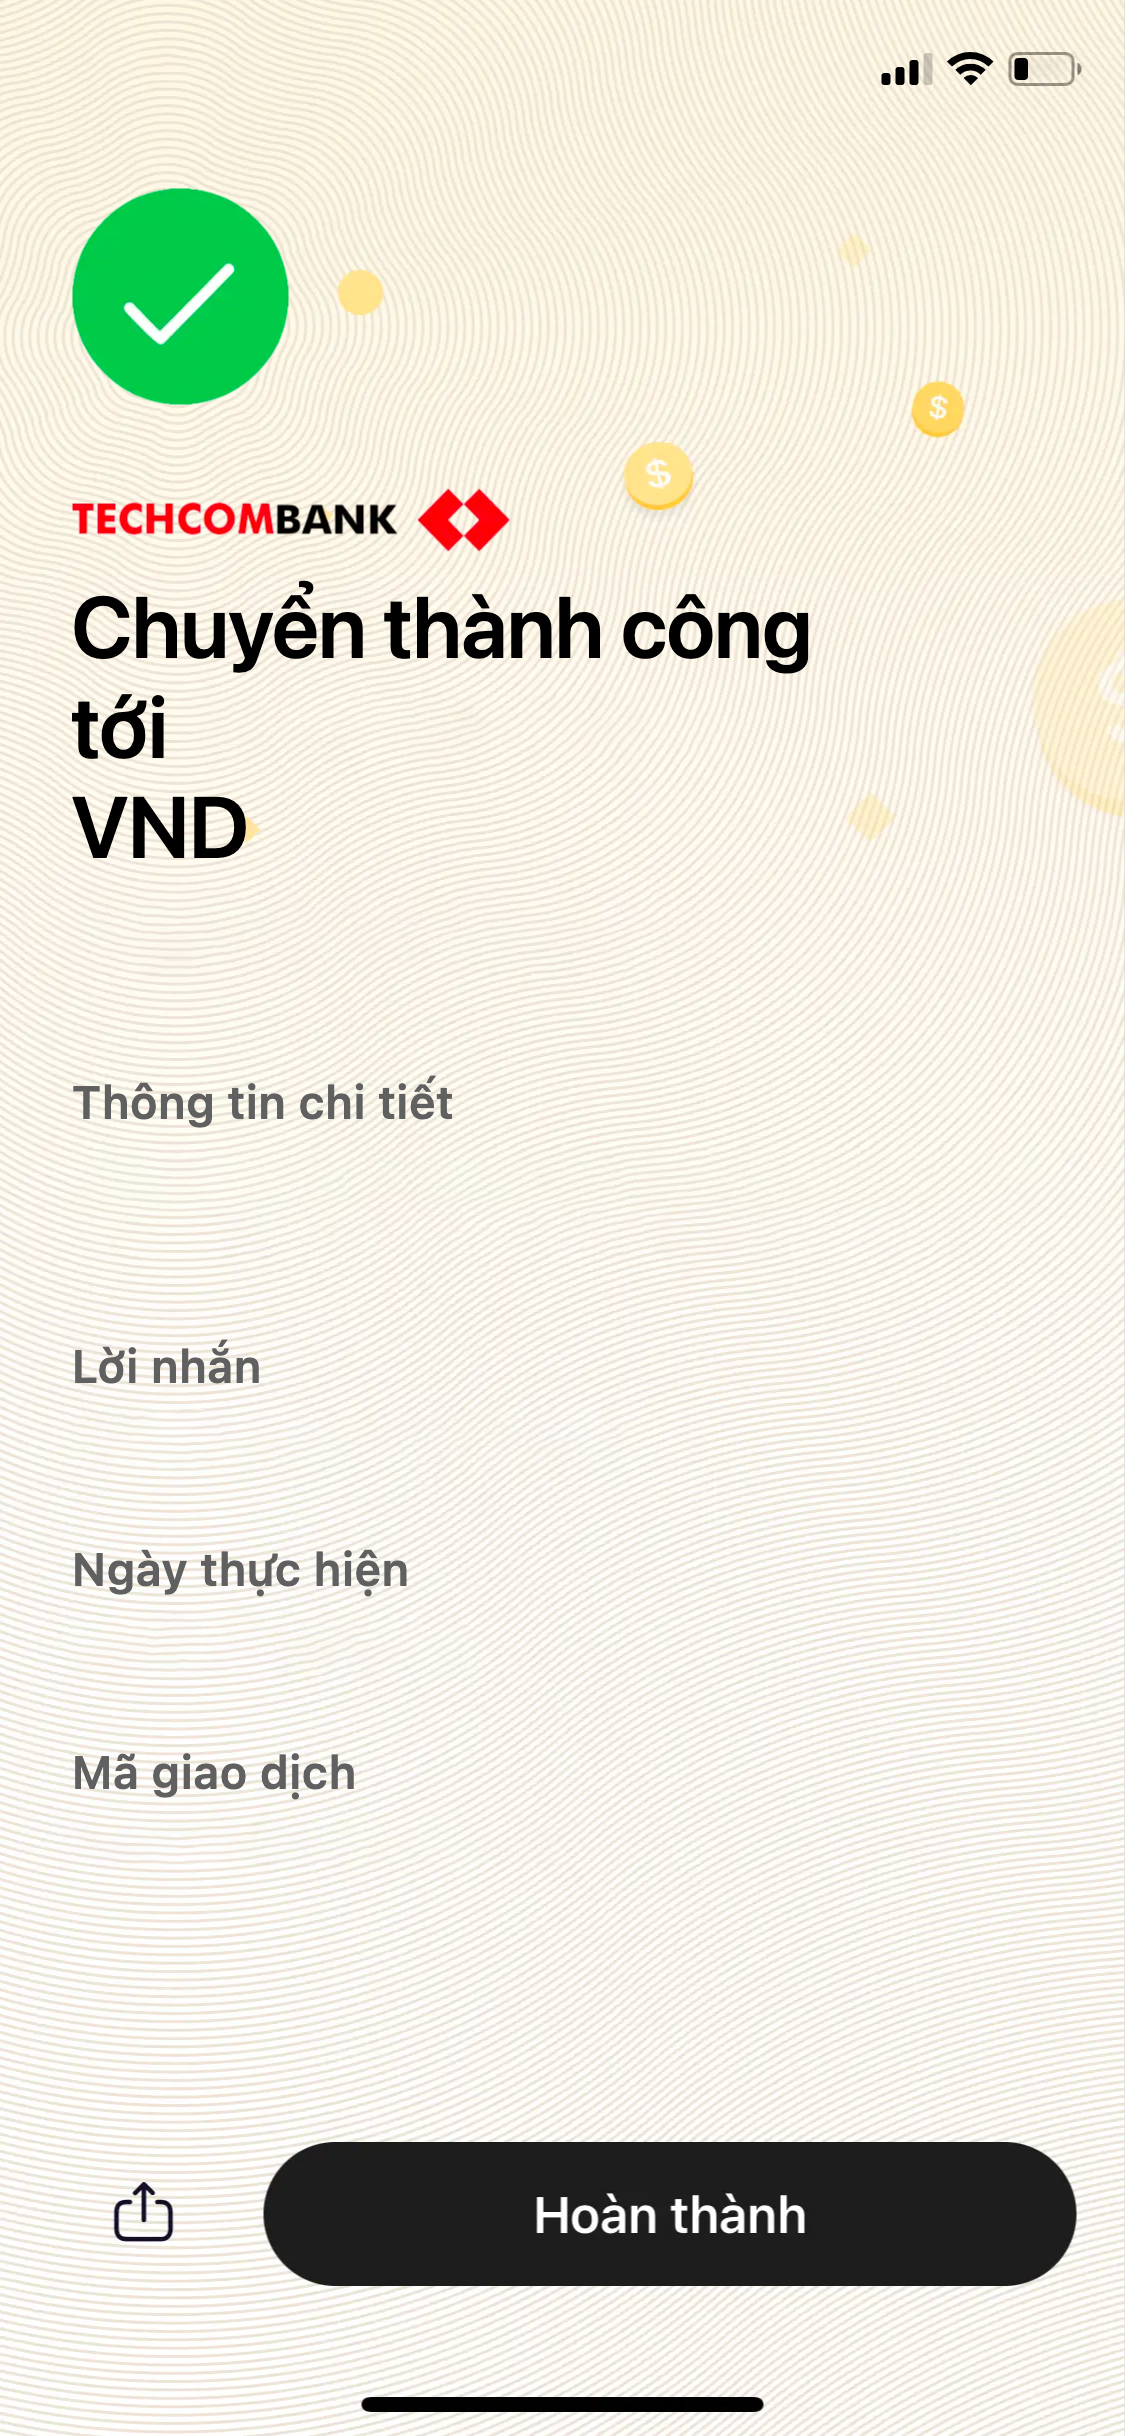 TECHCOMBANK
Chuyển thành công
tới
VND
Thông tin chi tiết
Lời nhắn
Ngày thực hiện
Mã giao dịch
Hoàn thành